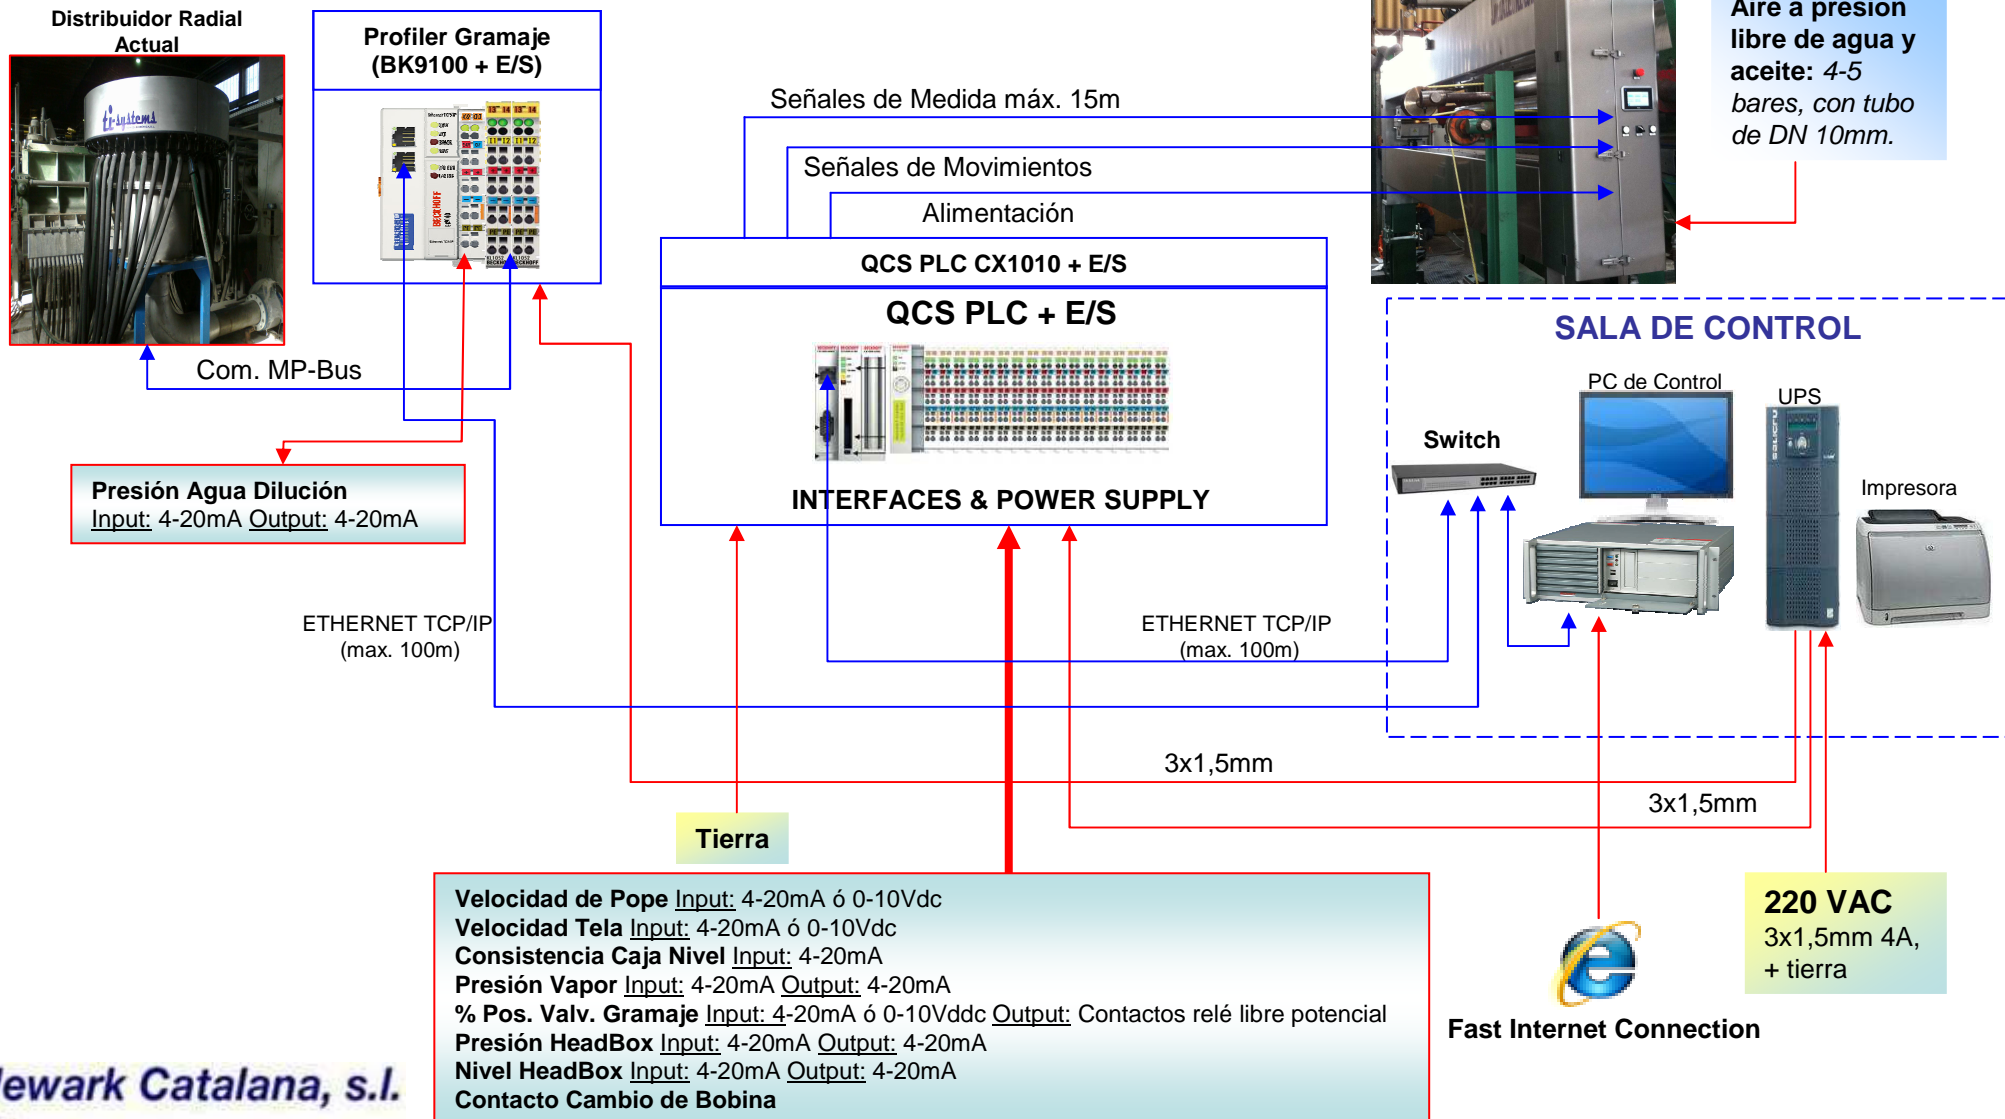 Distribuidor Radial
Actual
ti-systems
Profiler Gramaje
(BK9100 + E/S)
BECKHOFF
Señales de Medida máx. 15m
Señales de Movimientos
Alimentación
Aire a presión
libre de agua y
aceite: 4-5
bares, con tubo
de DN 10mm.
QCS PLC CX1010 + E/S
QCS PLC + E/S
INTERFACES & POWER SUPPLY
Com. MP-Bus
Presión Agua Dilución
Input: 4-20mA Output: 4-20mA
SALA DE CONTROL
PC de Control
UPS
Switch
Impresora
ETHERNET TCP/IP
(max. 100m)
ETHERNET TCP/IP
(max. 100m)
3x1,5mm
3x1,5mm
Tierra
Velocidad de Pope Input: 4-20mA ó 0-10Vdc
Velocidad Tela Input: 4-20mA ó 0-10Vdc
Consistencia Caja Nivel Input: 4-20mA
Presión Vapor Input: 4-20mA Output: 4-20mA
% Pos. Valv. Gramaje Input: 4-20mA ó 0-10Vddc Output: Contactos relé libre potencial
Presión HeadBox Input: 4-20mA Output: 4-20mA
Nivel HeadBox Input: 4-20mA Output: 4-20mA
Contacto Cambio de Bobina
Fast Internet Connection
220 VAC
3x1,5mm 4A,
+ tierra
ewark Catalana, s.l.